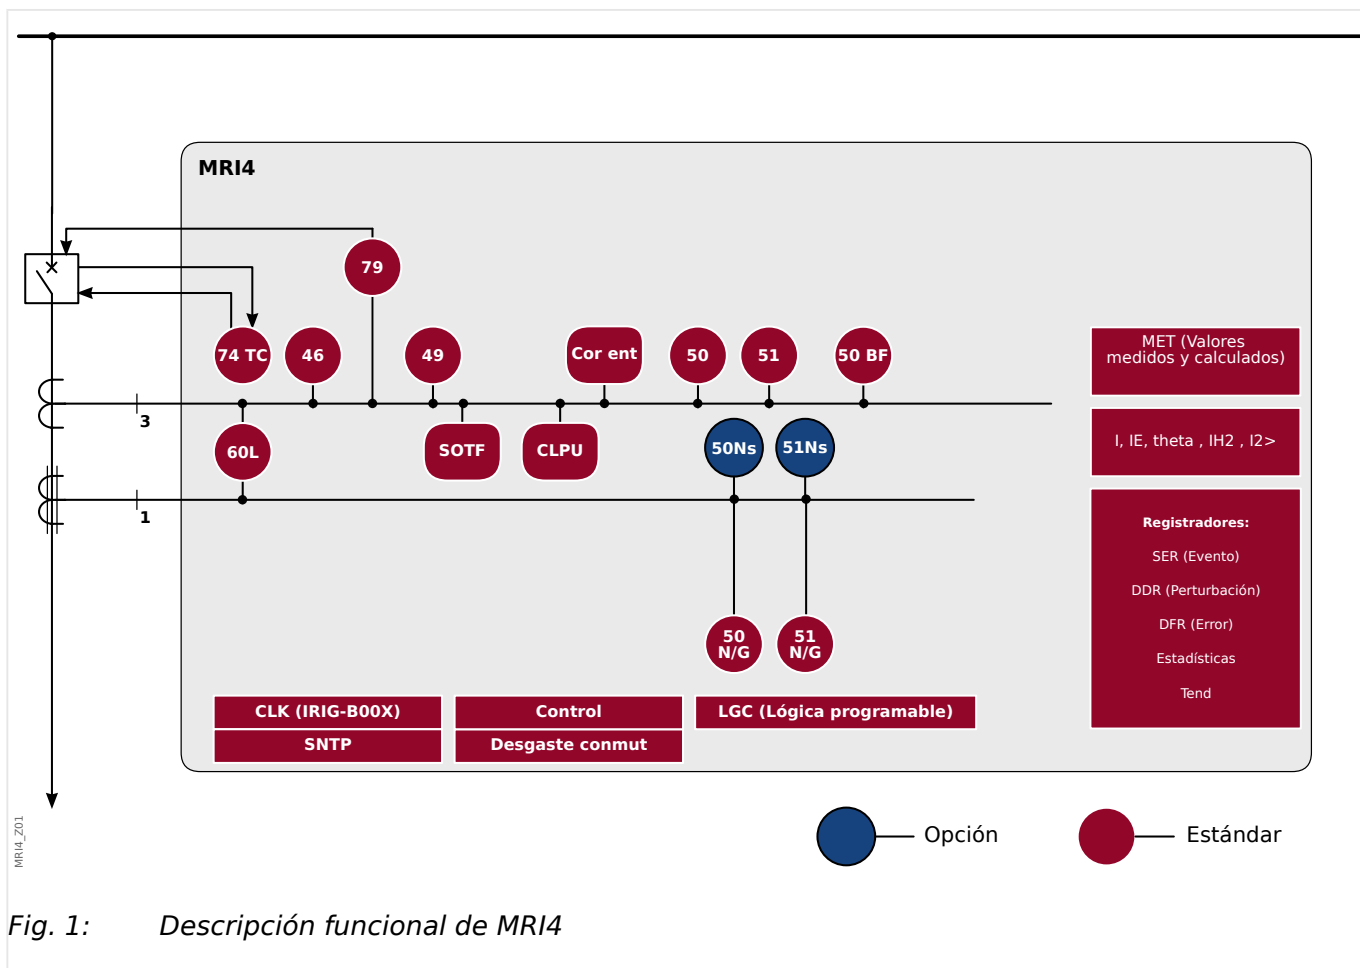 MRI4
79
74 TC
46
49
Cor ent
50
51
50 BF
3
60L
SOTF
CLPU
50Ns
51Ns
1
50
N/G
51
N/G
MET (Valores
medidos y calculados)
I, IE, theta , IH2 , I2>
Registradores:
SER (Evento)
DDR (Perturbación)
DFR (Error)
Estadísticas
Tend
CLK (IRIG-B00X)
SNTP
Control
Desgaste conmut
LGC (Lógica programable)
Opción
Estándar
MRI4_Z01
Fig. 1: Descripción funcional de MRI4